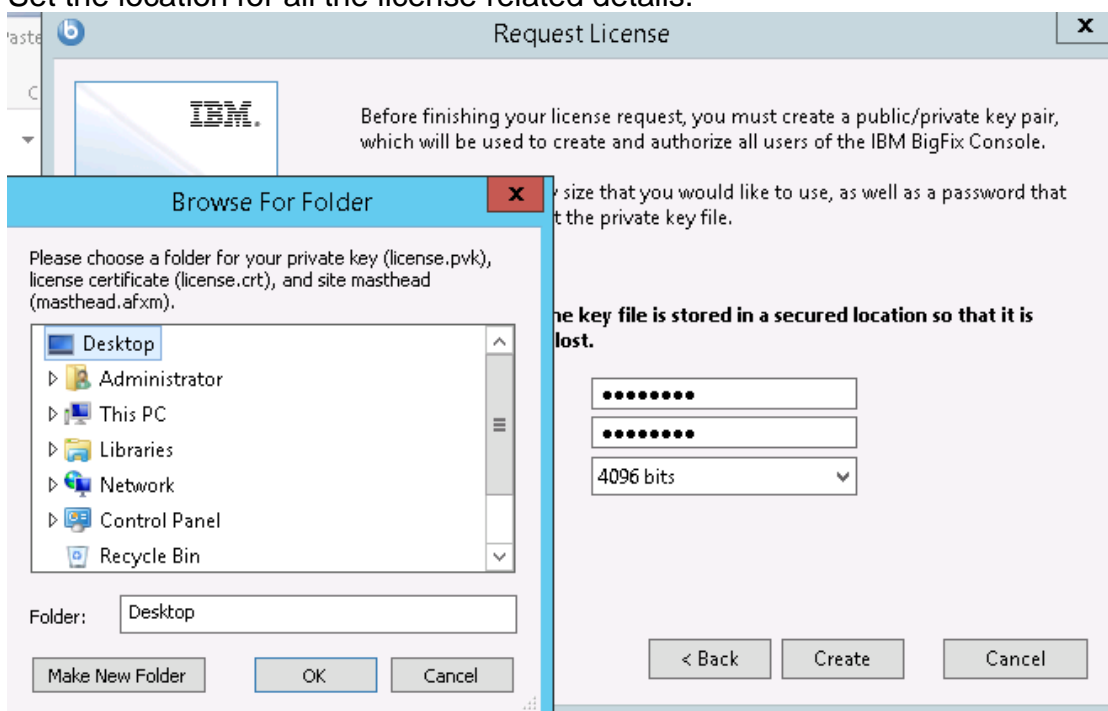 Set the location for all the license related details.
Request License
x
IBM.
Before finishing your license request, you must create a public/private key pair,
which will be used to create and authorize all users of the IBM BigFix Console.
Browse For Folder
x
size that you would like to use, as well as a password that
the private key file.
Please choose a folder for your private key (license.pvk),
license certificate (license.crt), and site masthead
(masthead.afxm).
key file is stored in a secured location so that it is
lost.
Desktop
Administrator
This PC
Libraries
Network
Control Panel
Recycle Bin
4096 bits
Folder: Desktop
Make New Folder OK Cancel
< Back Create Cancel